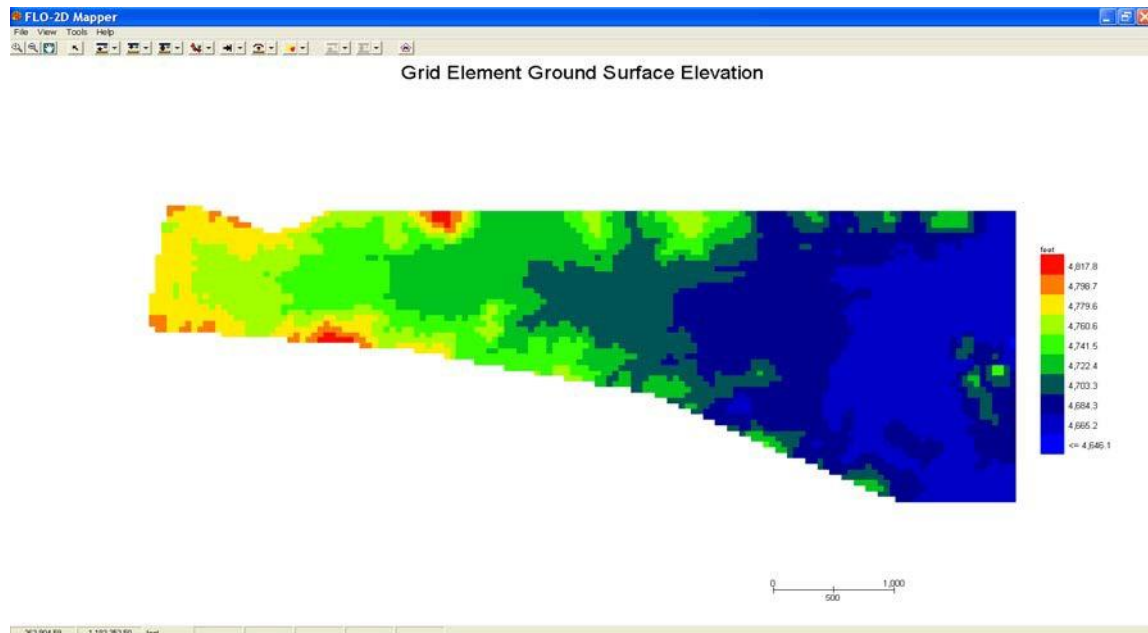 FLO-2D Mapper
File View Tools Help
Grid Element Ground Surface Elevation
feet
4,817.8
4,798.7
4,779.6
4,760.6
4,741.5
4,722.4
4,703.3
4,684.3
4,665.2
<= 4,646.1
0 1,000
500
feet